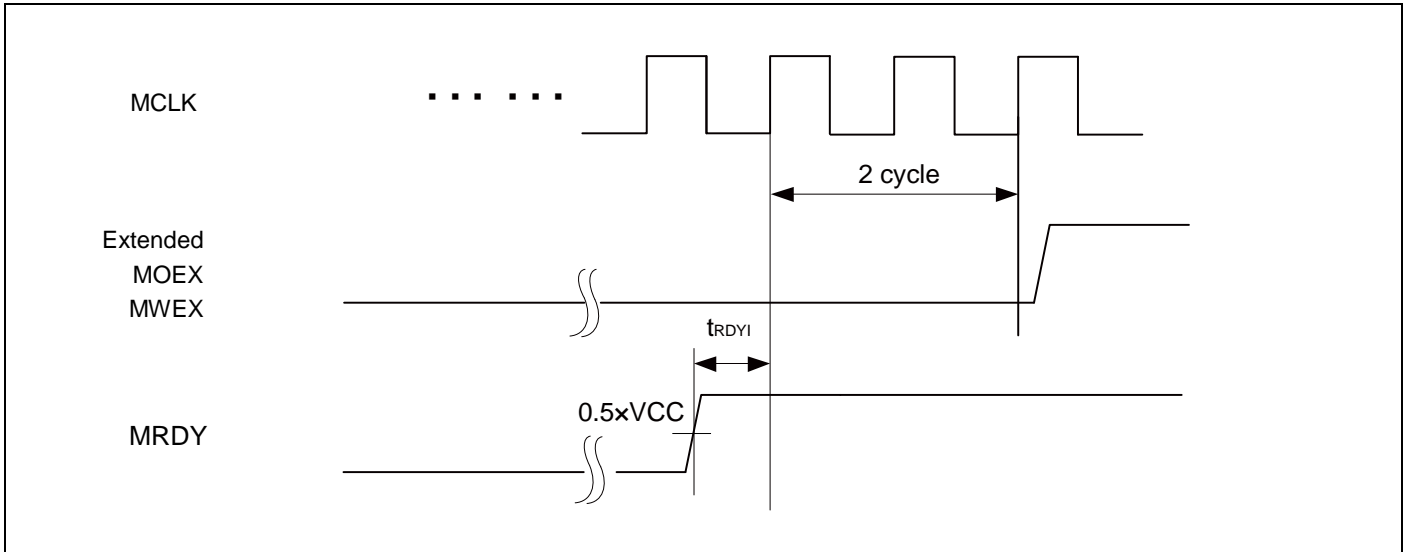 MCLK
... ...
2 cycle
Extended
MOEX
MWEX
tRDYI
0.5×VCC
MRDY